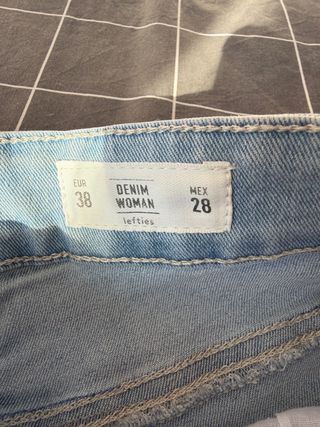 EUR
38
DENIM
WOMAN
lefties
MEX
28